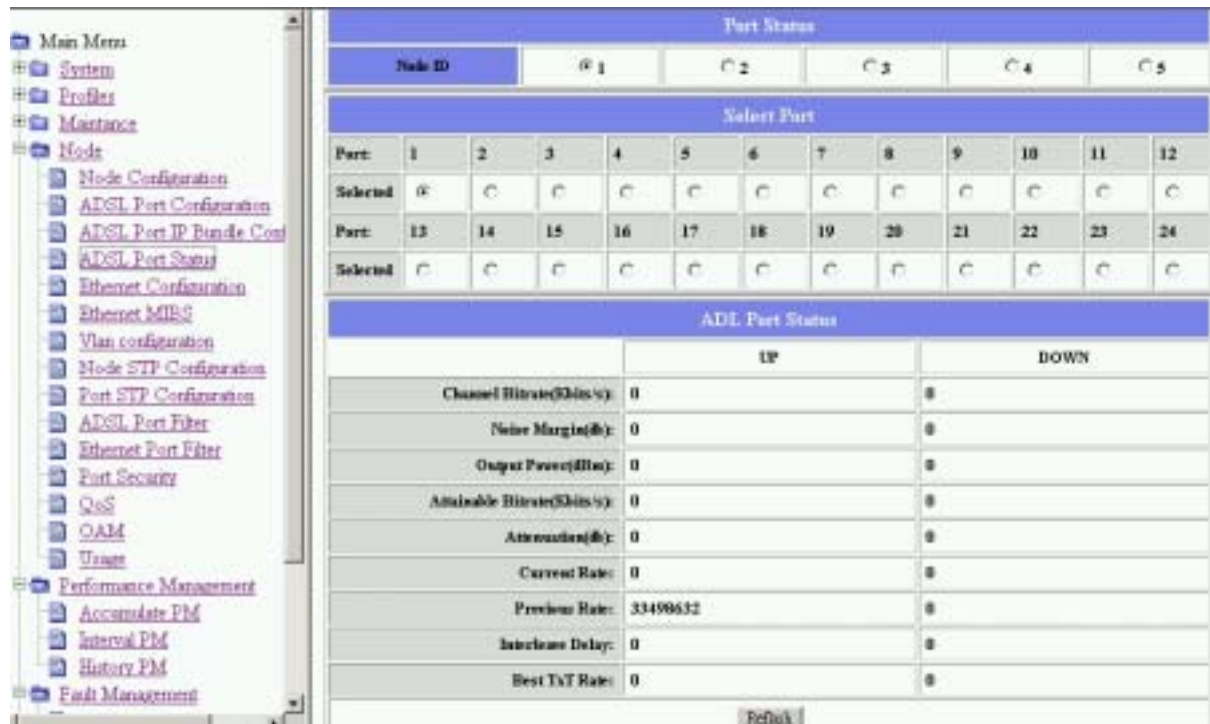 Main Menu
System
Profiles
Maintance
Node
Node Configuration
ADSL Port Configuration
ADSL Port IP Bundle Conf
ADSL Port Status
Ethernet Configuration
Ethernet MIBS
Vlan configuration
Node STP Configuration
Port STP Configuration
ADSL Port Filter
Ethernet Port Filter
Port Security
QoS
OAM
Usage
Performance Management
Accumulate PM
Interval PM
History PM
Fault Management
Port Status
Node ID 1 2 3 4 5
Select Port
Port: 1 2 3 4 5 6 7 8 9 10 11 12
Selected
Port: 13 14 15 16 17 18 19 20 21 22 23 24
Selected
ADL Port Status
UP DOWN
Channel Bitrate(Kbits/s): 0 0
Noise Margin(db): 0 0
Output Power(dBm): 0 0
Attainable Bitrate(Kbits/s): 0 0
Attenuation(db): 0 0
Current Rate: 0 0
Previous Rate: 33498632 0
Interleave Delay: 0 0
Best TxT Rate: 0 0